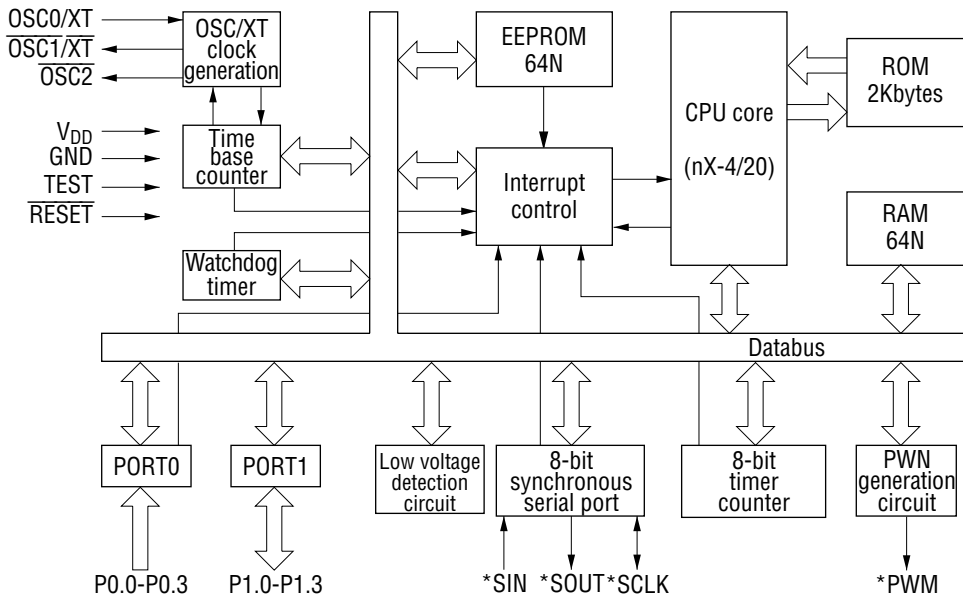 OSC0/XT
OSC1/XT
OSC2
OSC/XT
clock
generation
EEPROM
64N
CPU core
(nX-4/20)
ROM
2Kbytes
VDD
GND
TEST
RESET
Time
base
counter
Interrupt
control
RAM
64N
Watchdog
timer
Databus
PORT0
PORT1
Low voltage
detection
circuit
8-bit
synchronous
serial port
8-bit
timer
counter
PWN
generation
circuit
P0.0-P0.3
P1.0-P1.3
*SIN
*SOUT
*SCLK
*PWM